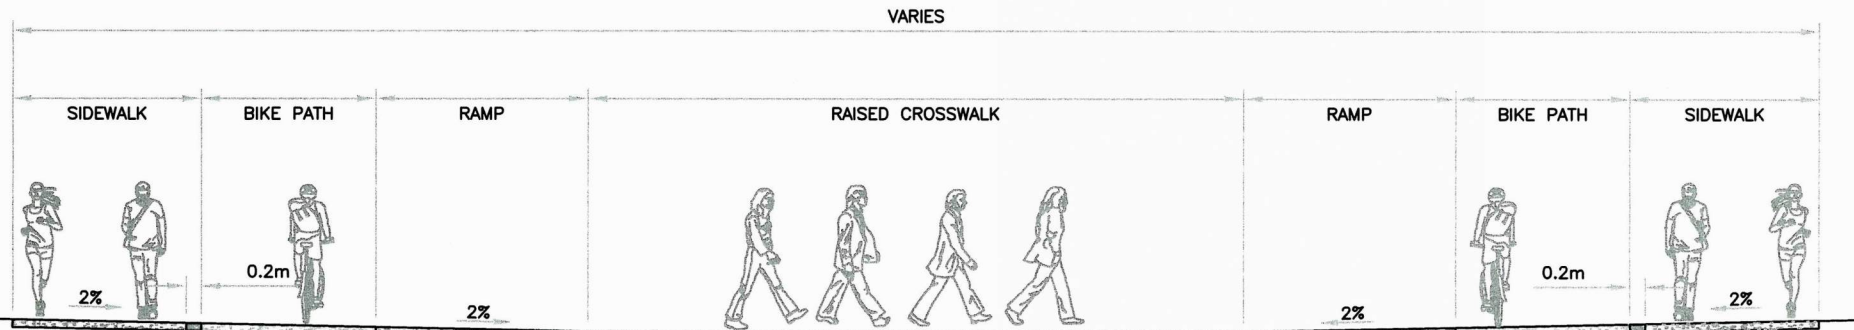 VARIES
SIDEWALK BIKE PATH RAMP RAISED CROSSWALK RAMP BIKE PATH SIDEWALK
0.2m 0.2m
2% 2% 2% 2%